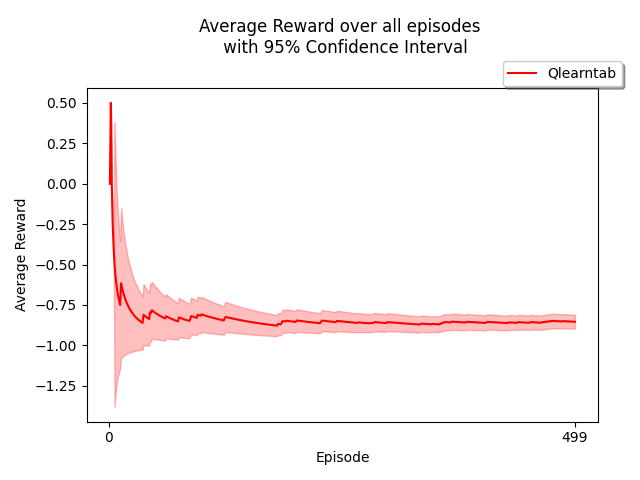 Average Reward over all episodes
with 95% Confidence Interval
Qlearntab
0.50
0.25
0.00
−0.25
−0.50
−0.75
−1.00
−1.25
Average Reward
0
499
Episode